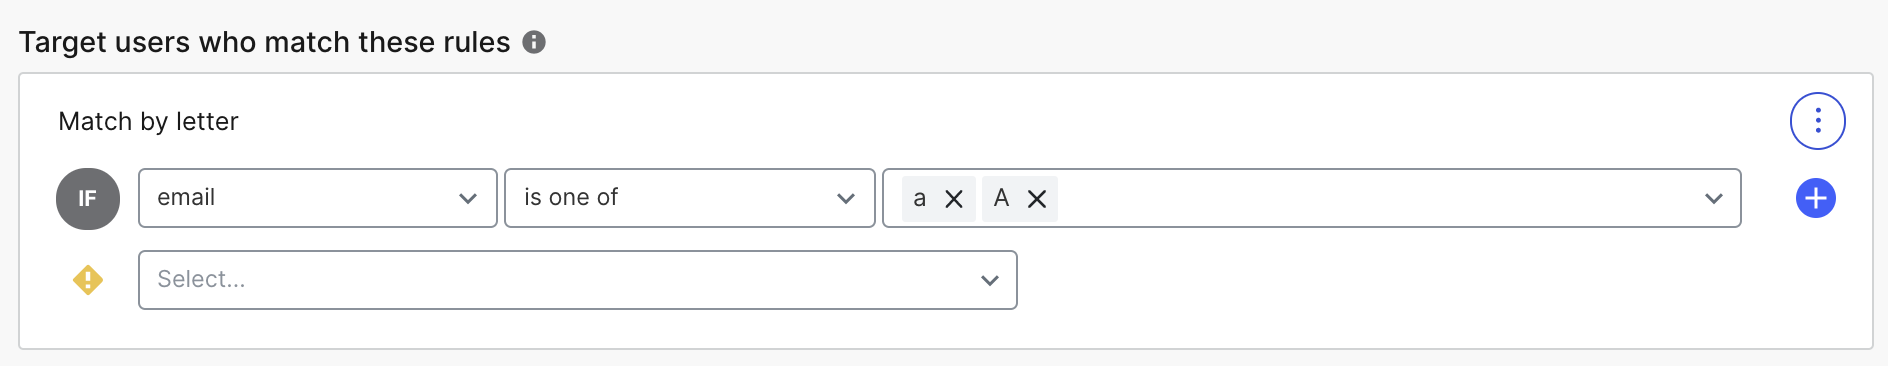 Target users who match these rules
Match by letter
IF email is one of a A
Select...